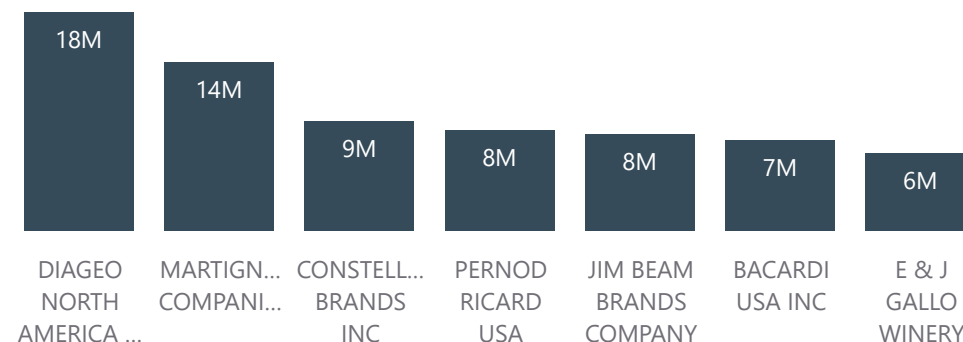 18M
14M
9M
8M
8M
7M
6M
DIAGEO
NORTH
AMERICA ...
MARTIGN...
COMPANI...
CONSTELL...
BRANDS
INC
PERNOD
RICARD
USA
JIM BEAM
BRANDS
COMPANY
BACARDI
USA INC
E & J
GALLO
WINERY